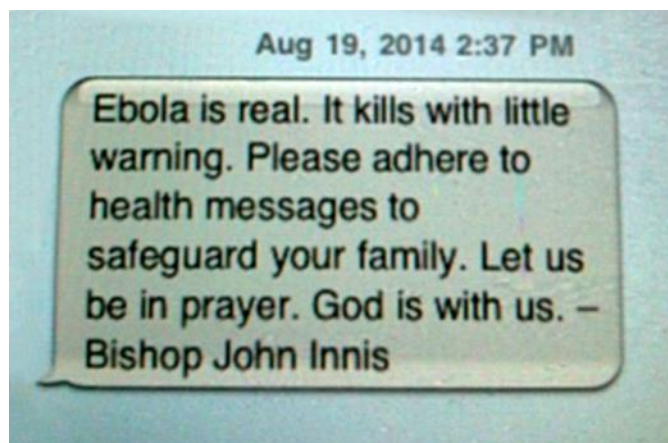 Aug 19, 2014 2:37 PM
Ebola is real. It kills with little
warning. Please adhere to
health messages to
safeguard your family. Let us
be in prayer. God is with us. –
Bishop John Innis